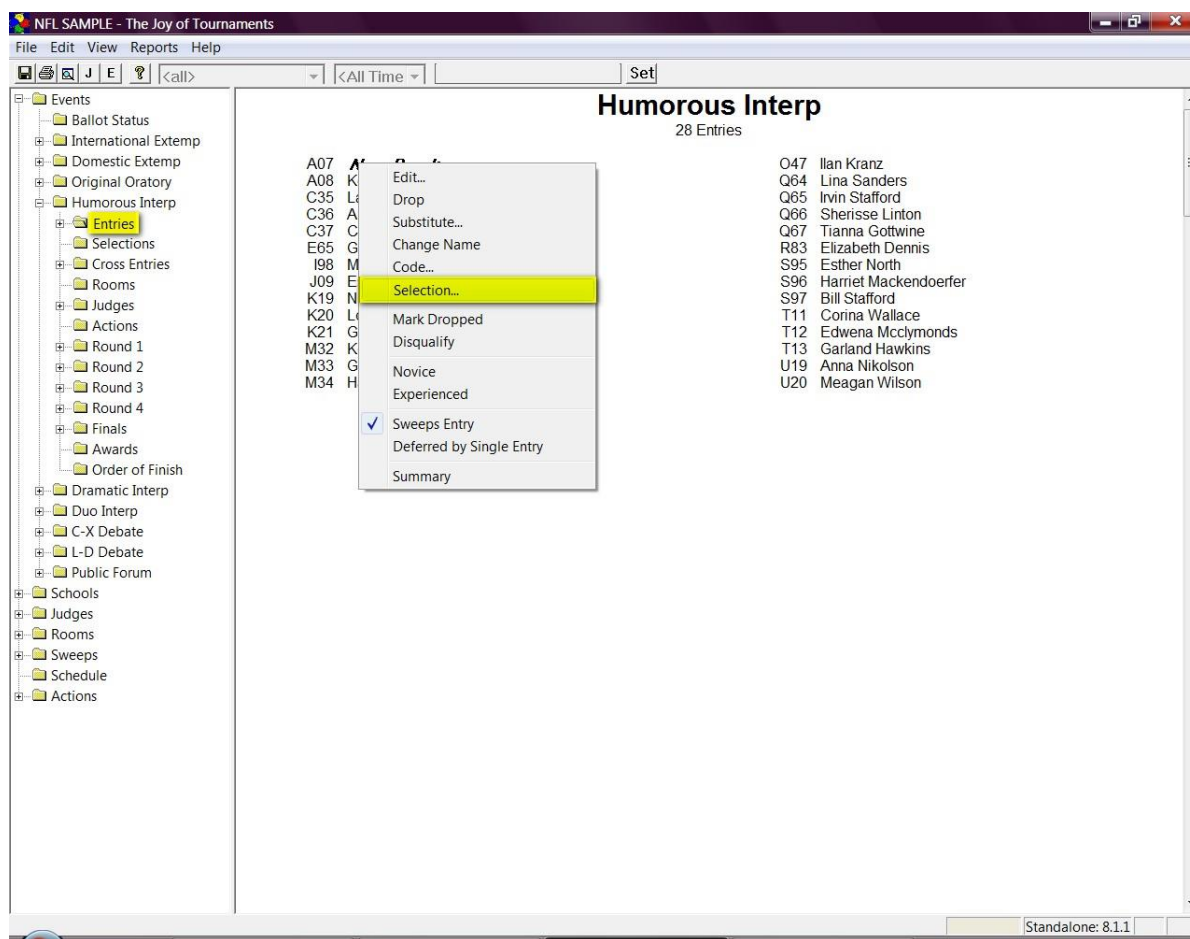 NFL SAMPLE - The Joy of Tournaments
File Edit View Reports Help
J E ? <all> <All Time Set
Events
Ballot Status
International Extemp
Domestic Extemp
Original Oratory
Humorous Interp
Entries
Selections
Cross Entries
Rooms
Judges
Actions
Round 1
Round 2
Round 3
Round 4
Finals
Awards
Order of Finish
Dramatic Interp
Duo Interp
C-X Debate
L-D Debate
Public Forum
Schools
Judges
Rooms
Sweeps
Schedule
Actions
Humorous Interp
28 Entries
A07
A08 K
C35
C36 A
C37 C
E65 G
I98 M
J09 E
K19 N
K20
K21 G
M32 K
M33 G
M34 H
Edit...
Drop
Substitute...
Change Name
Code...
Selection...
Mark Dropped
Disqualify
Novice
Experienced
Sweeps Entry
Deferred by Single Entry
Summary
O47 Ilan Kranz
Q64 Lina Sanders
Q65 Irvin Stafford
Q66 Sherisse Linton
Q67 Tianna Gottwine
R83 Elizabeth Dennis
S95 Esther North
S96 Harriet Mackendoerfer
S97 Bill Stafford
T11 Corina Wallace
T12 Edwena Mcclymonds
T13 Garland Hawkins
U19 Anna Nikolson
U20 Meagan Wilson
Standalone: 8.1.1